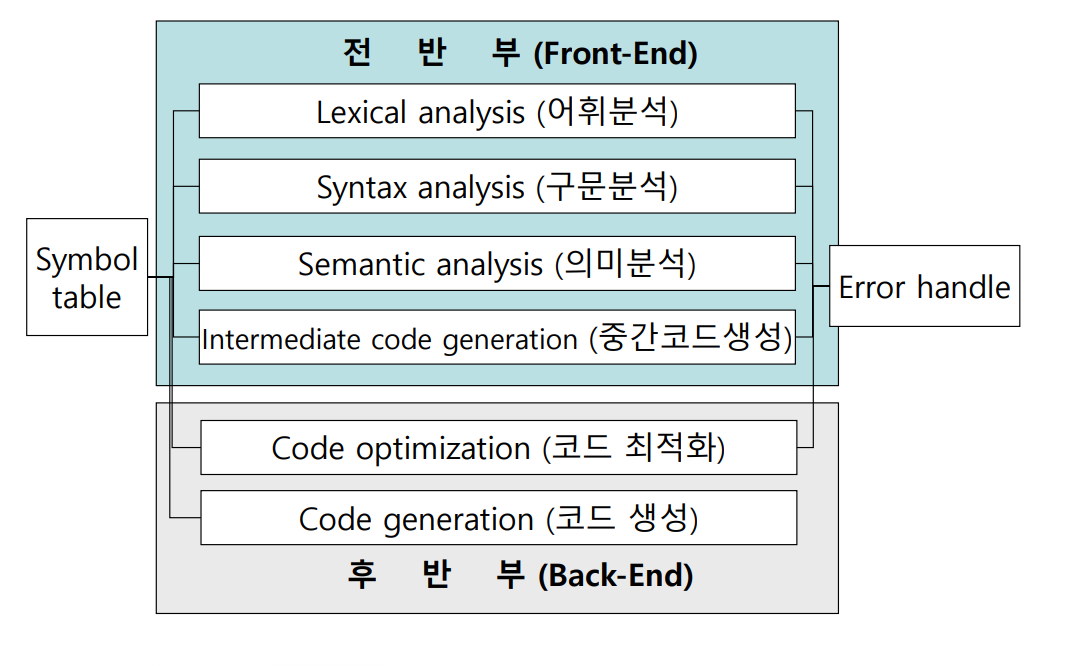 전 반 부 (Front-End)
Lexical analysis (어휘분석)
Syntax analysis (구문분석)
Semantic analysis (의미분석)
Intermediate code generation (중간코드생성)
Symbol
table
Error handle
Code optimization (코드 최적화)
Code generation (코드 생성)
후 반 부 (Back-End)